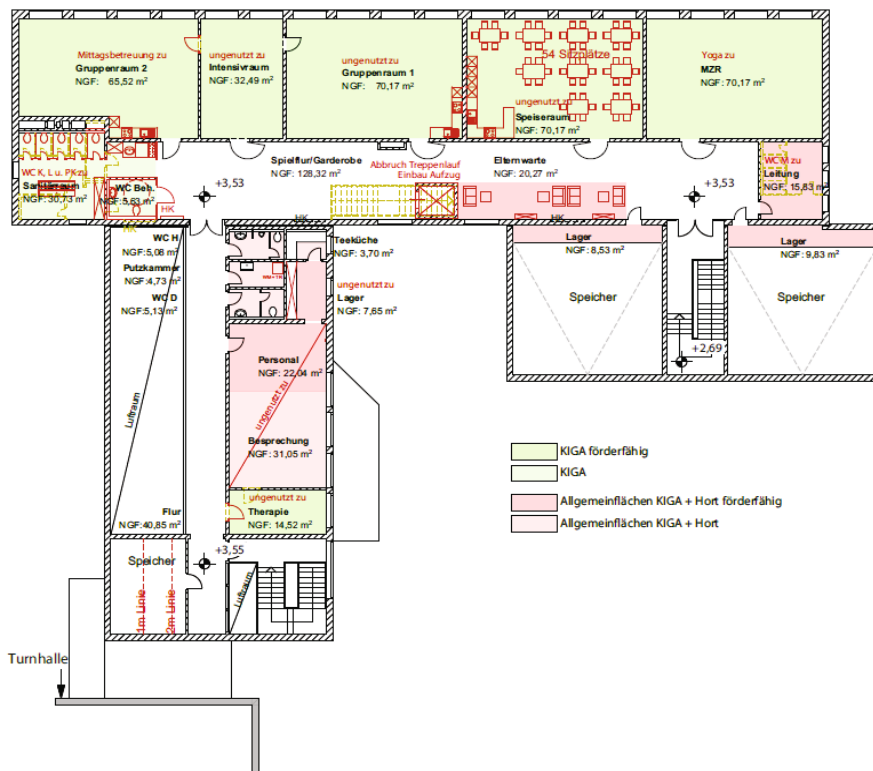 Mittagsbetreuung zu
Gruppenraum 2
NGF: 65,52 m²
ungenutzt zu
Intensivraum
NGF: 32,49 m²
ungenutzt zu
Gruppenraum 1
NGF: 70,17 m²
54 Sitzplätze
ungenutzt zu
Speiseraum
NGF: 70,17 m²
Yoga zu
MZR
NGF: 70,17 m²
WC K, L u. PK zu
Sanitärraum
NGF: 30,73 m²
WC Beh.
NGF: 5,63 m²
HK
HK
Spielflur/Garderobe
NGF: 128,32 m²
+3,53
Abbruch Treppenlauf
Einbau Aufzug
HK
Elternwarte
NGF: 20,27 m²
HK
+3,53
WC M zu
Leitung
NGF: 15,83 m²
WC H
NGF: 5,08 m²
Putzkammer
NGF: 4,73 m²
WC D
NGF: 5,13 m²
Teeküche
NGF: 3,70 m²
ungenutzt zu
Lager
NGF: 7,65 m²
Lager
NGF: 8,53 m²
Speicher
Lager
NGF: 9,83 m²
Speicher
+2,69
Personal
NGF: 22,04 m²
ungenutzt zu
Luftraum
Besprechung
NGF: 31,05 m²
ungenutzt zu
Therapie
NGF: 14,52 m²
Flur
NGF: 40,85 m²
+3,55
Speicher
1m Linie
2m Linie
Luftraum
Turnhalle
KIGA förderfähig
KIGA
Allgemeinflächen KIGA + Hort förderfähig
Allgemeinflächen KIGA + Hort